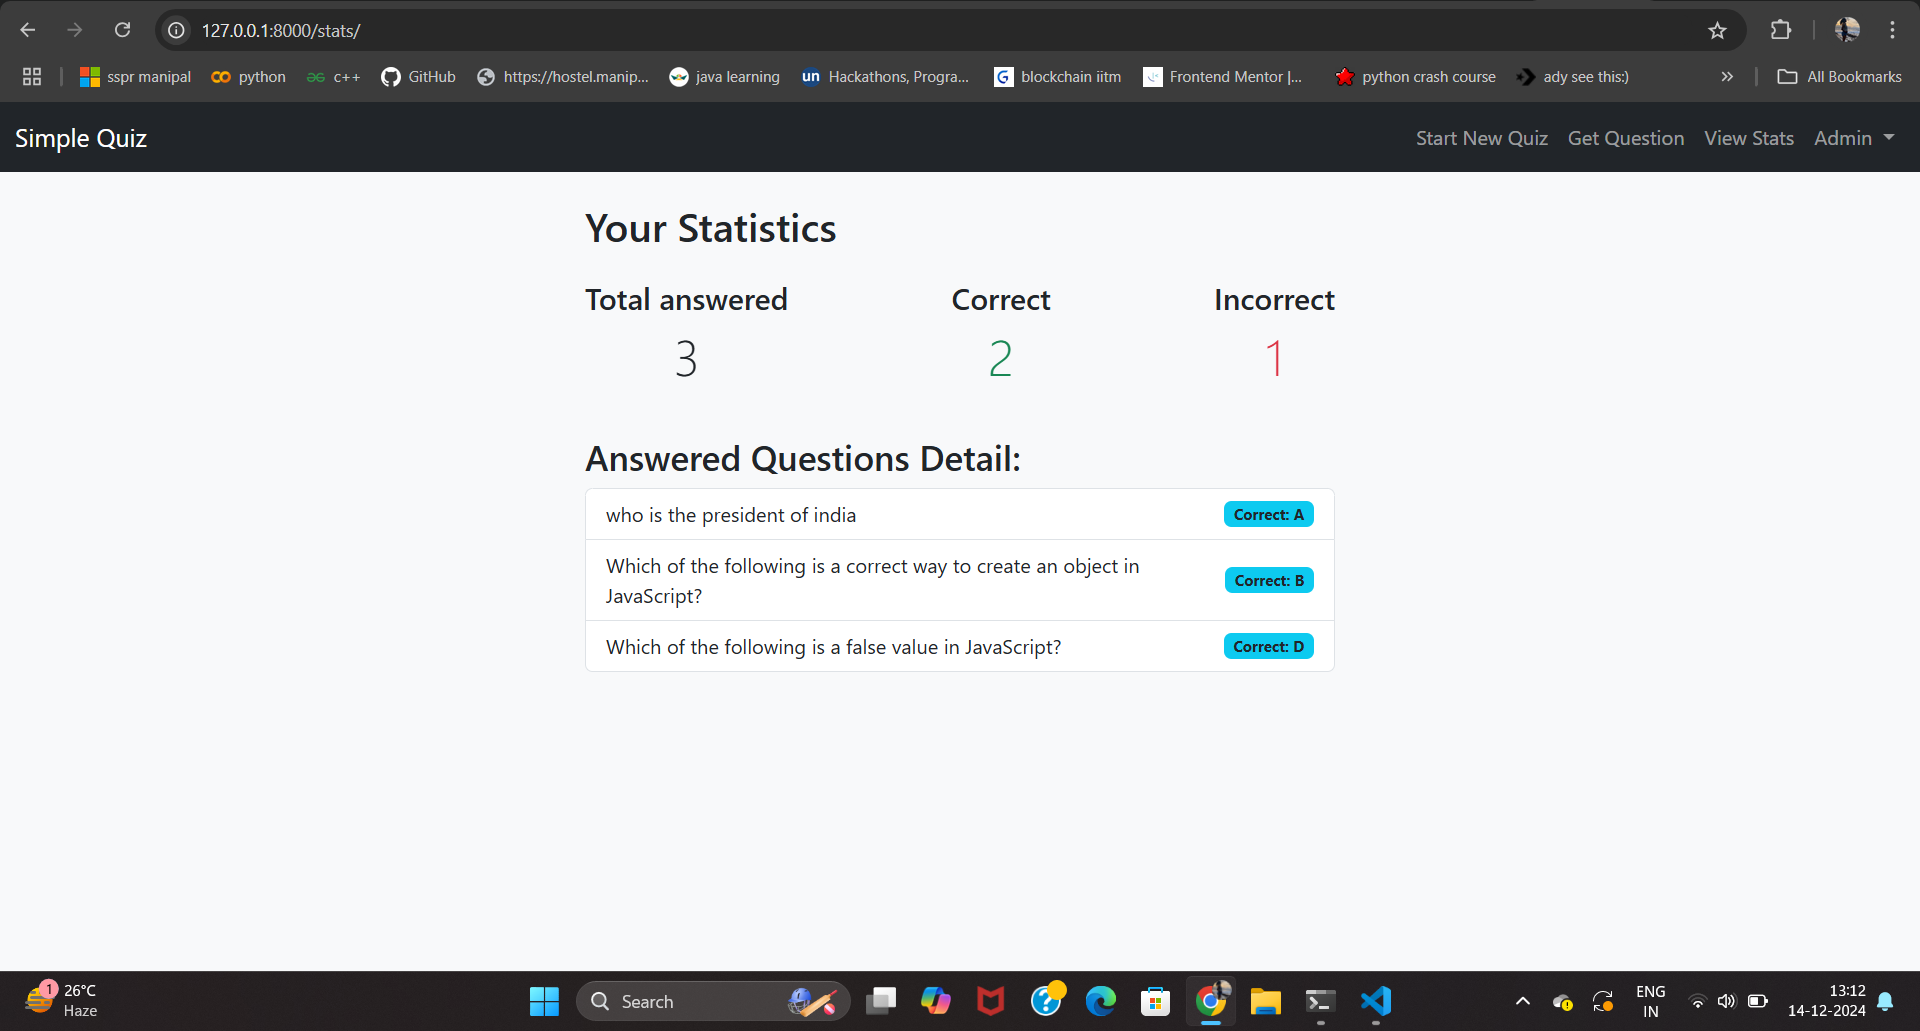 127.0.0.1:8000/stats/
sspr manipal
python
c++
GitHub
https://hostel.manip...
java learning
un
Hackathons, Progra...
blockchain iitm
Frontend Mentor |...
python crash course
ady see this:)
All Bookmarks
Simple Quiz
Start New Quiz
Get Question
View Stats
Admin
Your Statistics
Total answered
Correct
Incorrect
3
2
1
Answered Questions Detail:
who is the president of india
Correct: A
Which of the following is a correct way to create an object in
JavaScript?
Correct: B
Which of the following is a false value in JavaScript?
Correct: D
1
26°C
Haze
Search
ENG
IN
13:12
14-12-2024